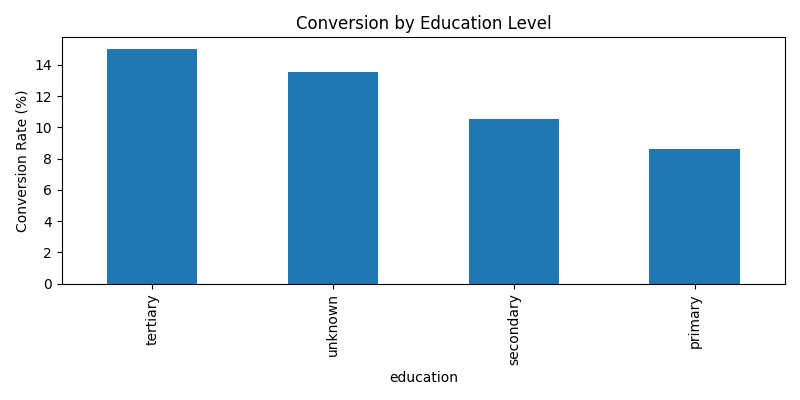 Conversion by Education Level
Conversion Rate (%)
14
12
10
8
6
4
2
0
tertiary
unknown
secondary
primary
education